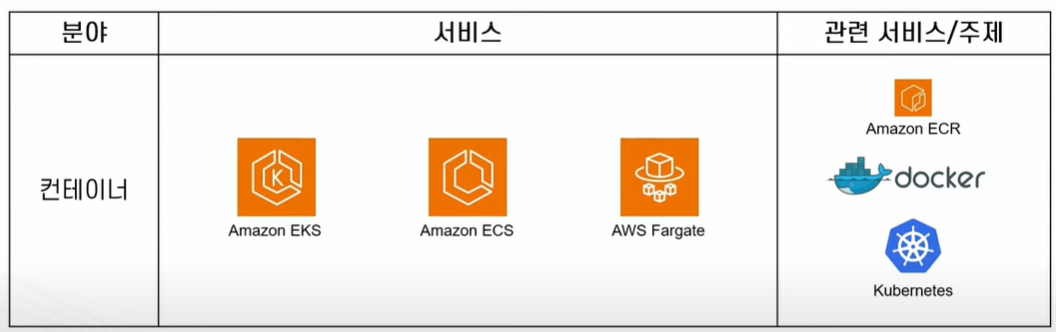 분야
서비스
관련 서비스/주제
컨테이너
K
Amazon EKS
Amazon ECS
AWS Fargate
Amazon ECR
docker
Kubernetes